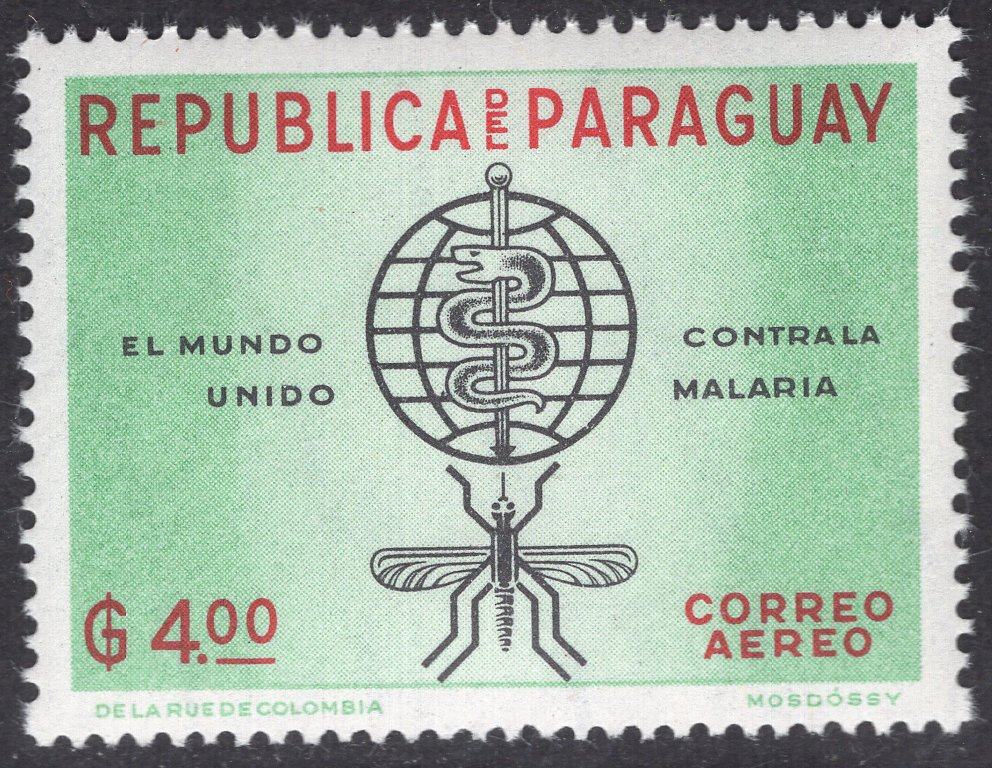 REPUBLICA DEL PARAGUAY
EL MUNDO
UNIDO
CONTRA LA
MALARIA
₲ 4.00
CORREO
AEREO
DE LA RUE DE COLOMBIA
MOSDÓSSY